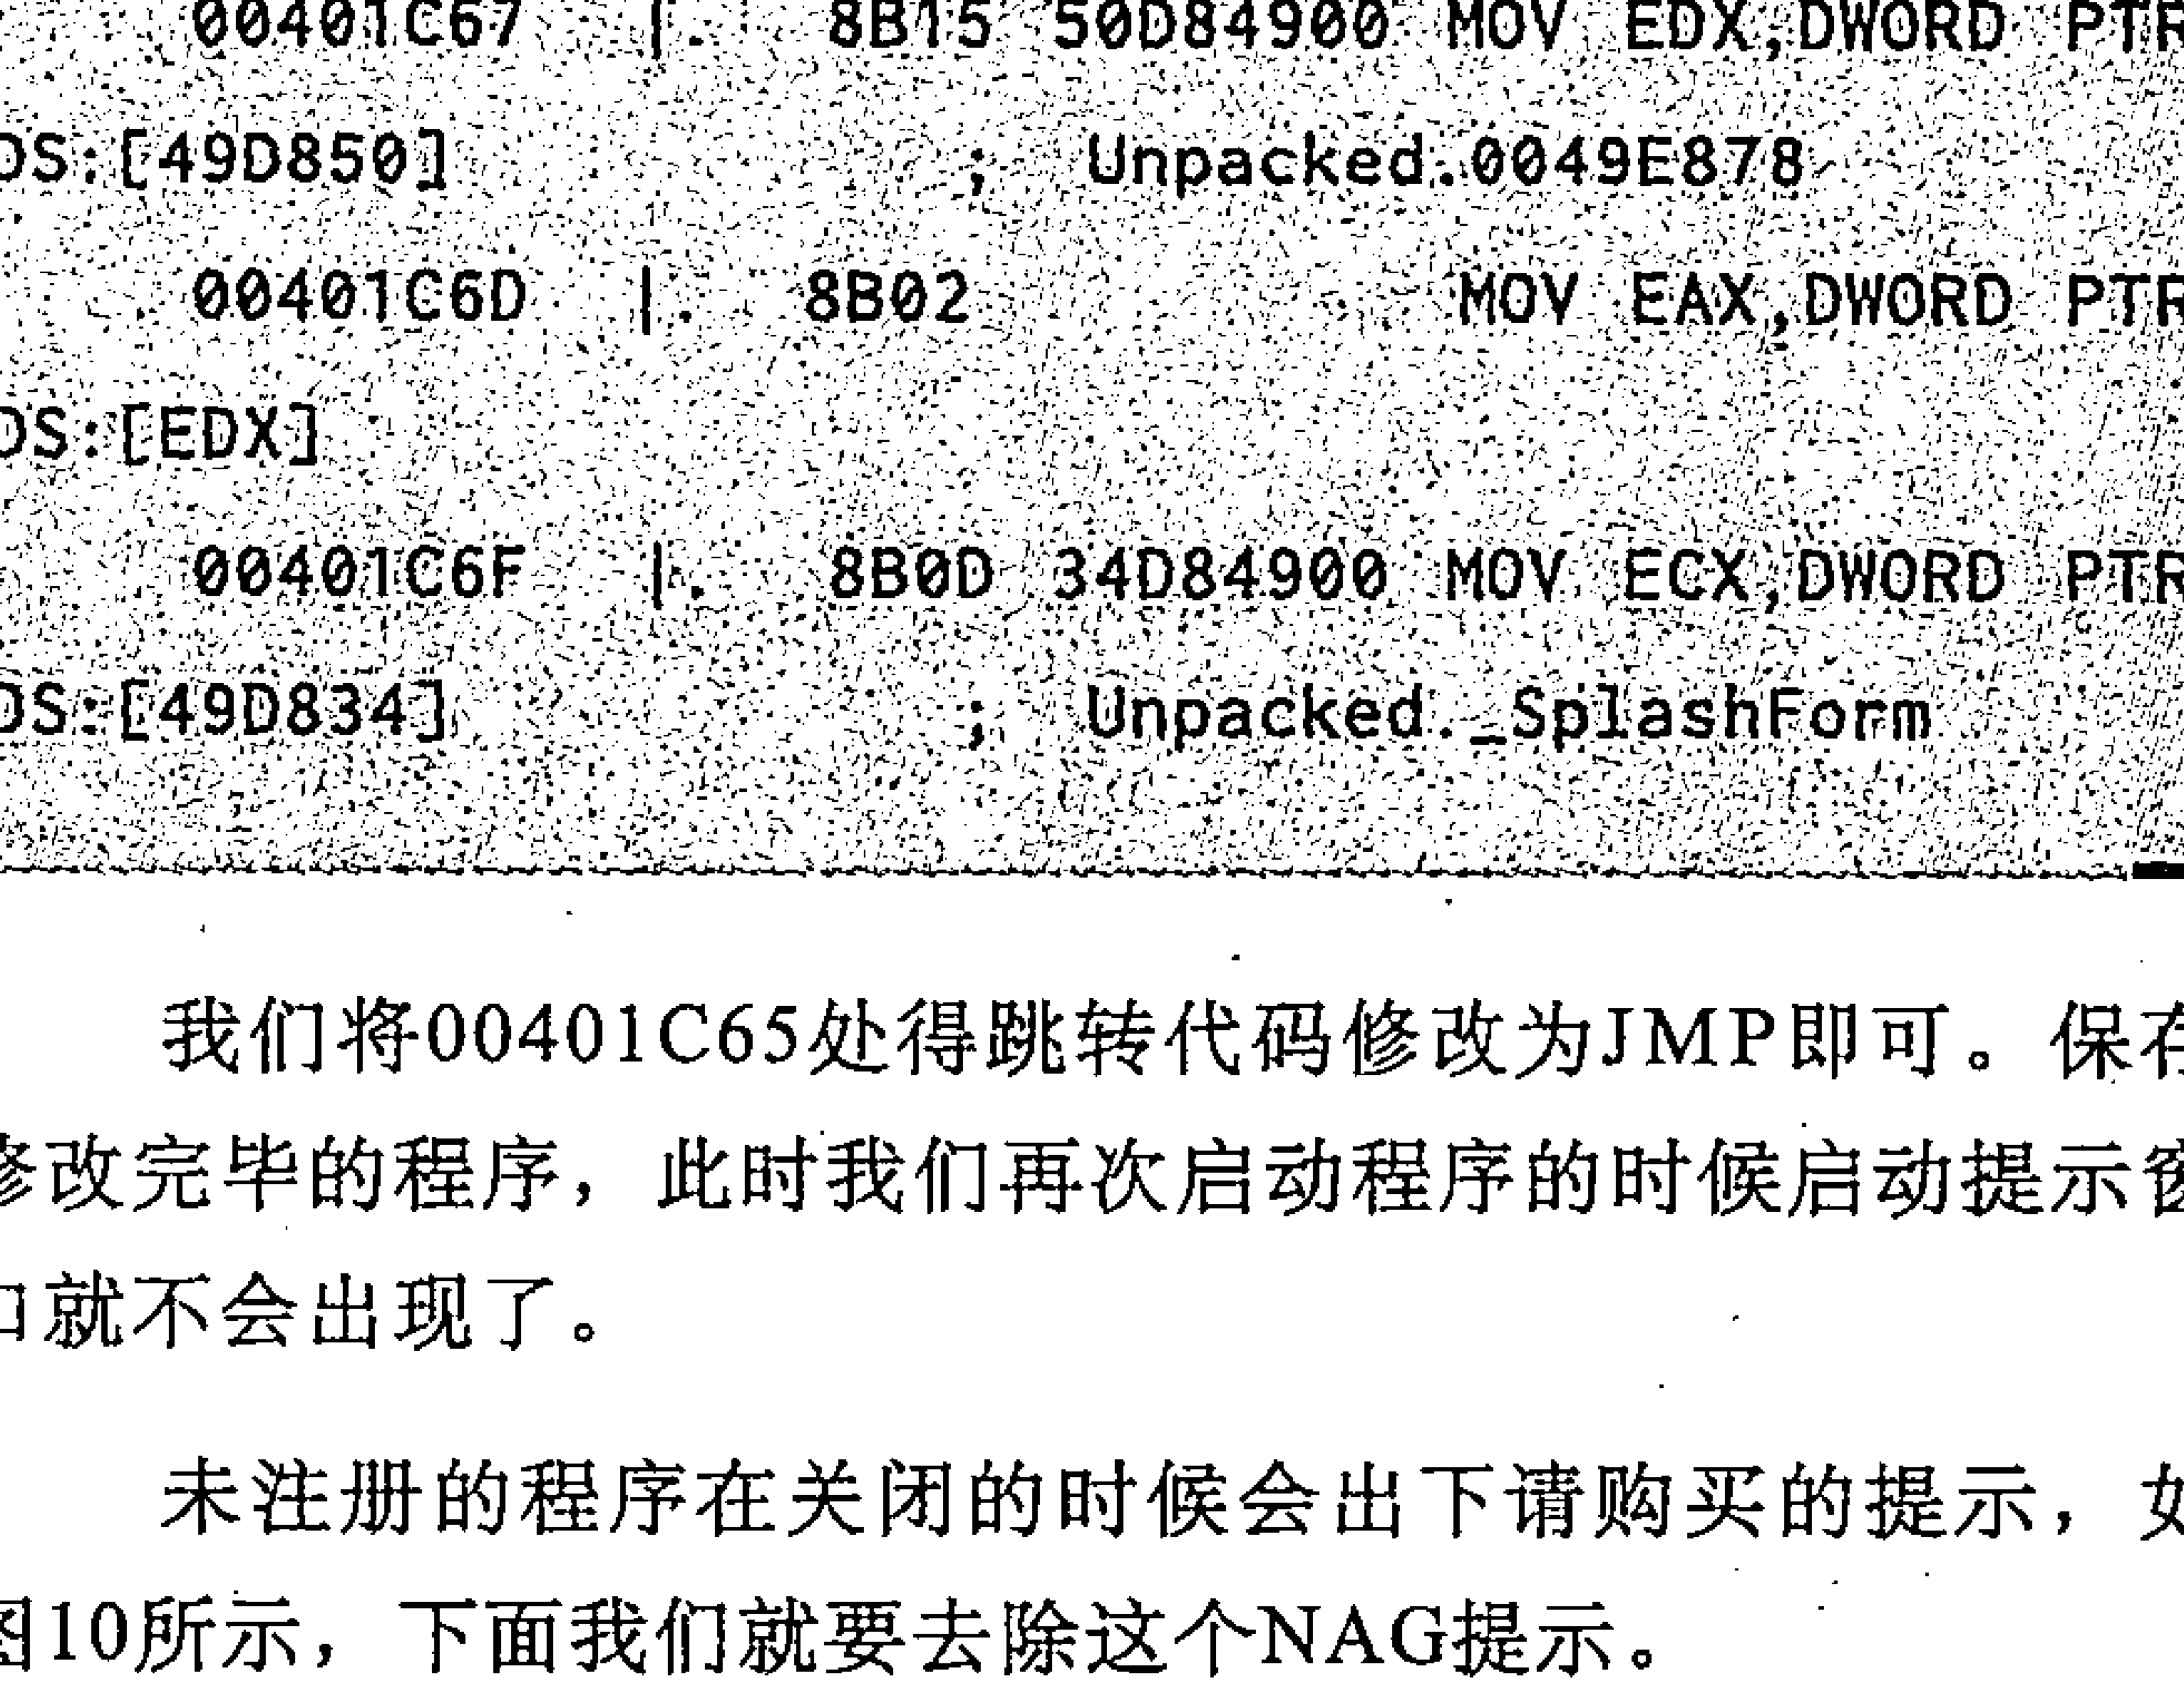 00401C67 |. 8B15 50D84900 MOV EDX,DWORD PTR
DS:[49D850] ; Unpacked.0049E878
00401C6D |. 8B02 MOV EAX,DWORD PTR
DS:[EDX]
00401C6F |. 8B0D 34D84900 MOV ECX,DWORD PTR
DS:[49D834] ; Unpacked._SplashForm
我们将00401C65处得跳转代码修改为JMP即可。保存
修改完毕的程序，此时我们再次启动程序的时候启动提示窗
口就不会出现了。
未注册的程序在关闭的时候会出下请购买的提示，如
图10所示，下面我们就要去除这个NAG提示。